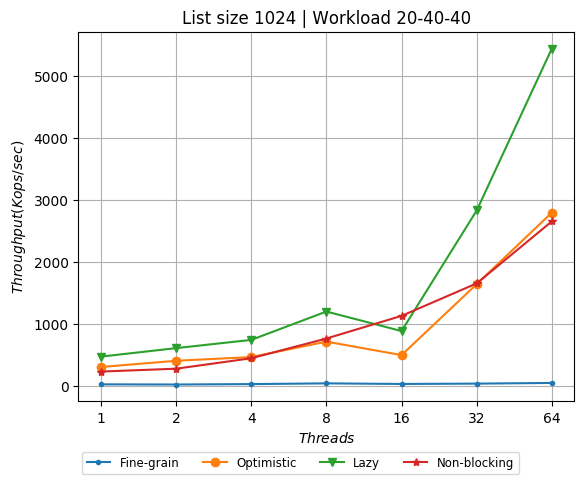 List size 1024 | Workload 20-40-40
Throughput(Kops/sec)
5000
4000
3000
2000
1000
0
1 2 4 8 16 32 64
Threads
Fine-grain Optimistic Lazy Non-blocking